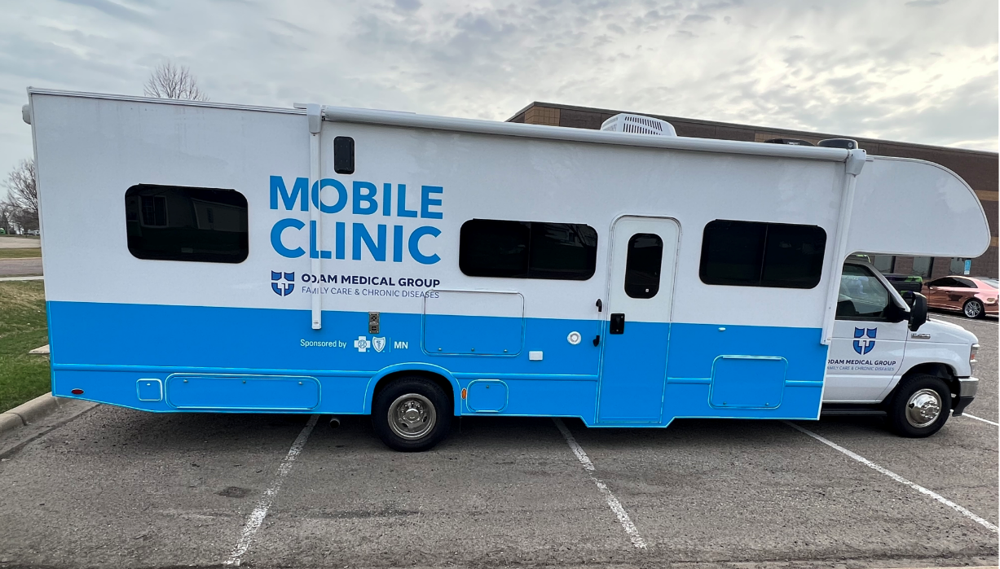 MOBILE
CLINIC
ODAM MEDICAL GROUP
FAMILY CARE & CHRONIC DISEASES
Sponsored by MN
ODAM MEDICAL GROUP
FAMILY CARE & CHRONIC DISEASES